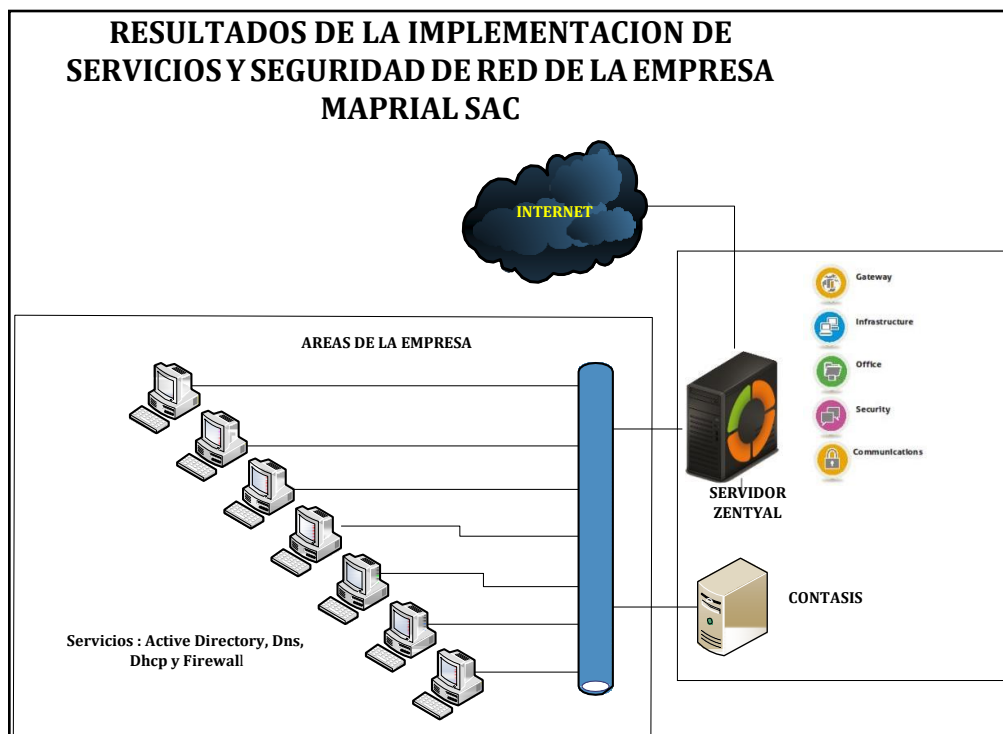 RESULTADOS DE LA IMPLEMENTACION DE
SERVICIOS Y SEGURIDAD DE RED DE LA EMPRESA
MAPRIAL SAC
INTERNET
Gateway
Infrastructure
Office
Security
Communications
AREAS DE LA EMPRESA
SERVIDOR
ZENTYAL
CONTASIS
Servicios : Active Directory, Dns,
Dhcp y Firewall